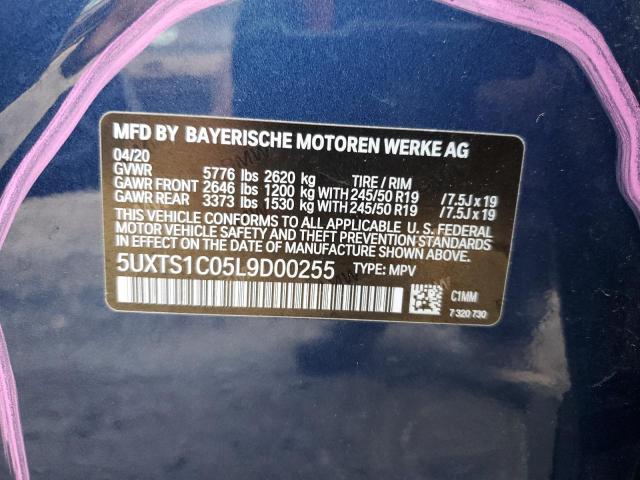 MFD BY BAYERISCHE MOTOREN WERKE AG
04/20
GVWR 5776 lbs 2620 kg TIRE / RIM
GAWR FRONT 2646 lbs 1200 kg WITH 245/50 R19 /7.5J x 19
GAWR REAR 3373 lbs 1530 kg WITH 245/50 R19 /7.5J x 19
THIS VEHICLE CONFORMS TO ALL APPLICABLE U. S. FEDERAL
MOTOR VEHICLE SAFETY AND THEFT PREVENTION STANDARDS
IN EFFECT ON THE DATE OF MANUFACTURE SHOWN ABOVE.
5UXTS1C05L9D00255 TYPE: MPV
C1MM
7 320 730